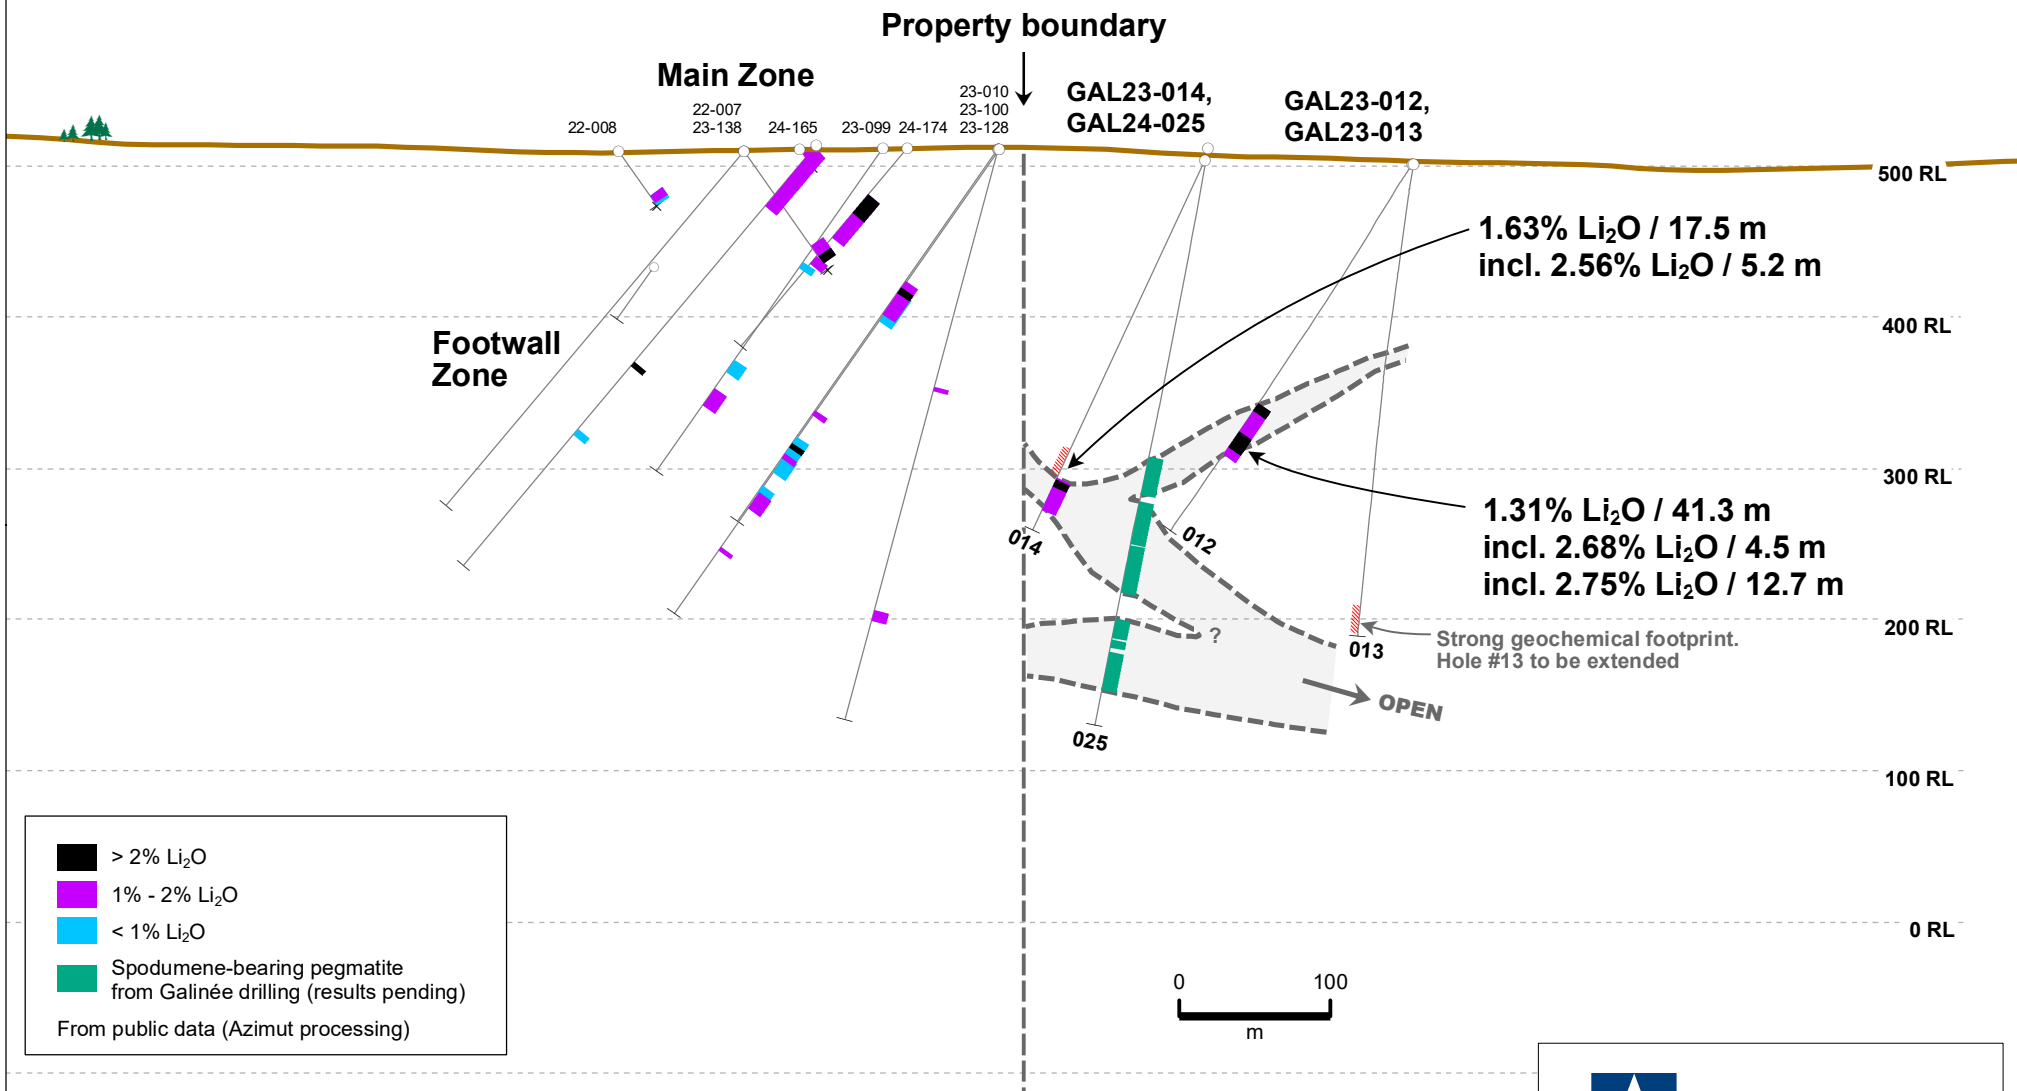 Property boundary
Main Zone
22-008
22-007
23-138
24-165
23-099
24-174
23-010
23-100
23-128
GAL23-014,
GAL24-025
GAL23-012,
GAL23-013
500 RL
1.63% Li₂O / 17.5 m
incl. 2.56% Li₂O / 5.2 m
400 RL
Footwall
Zone
300 RL
1.31% Li₂O / 41.3 m
incl. 2.68% Li₂O / 4.5 m
incl. 2.75% Li₂O / 12.7 m
014
012
200 RL
?
013
Strong geochemical footprint.
Hole #13 to be extended
OPEN
025
100 RL
0 RL
> 2% Li₂O
1% - 2% Li₂O
< 1% Li₂O
Spodumene-bearing pegmatite
from Galinée drilling (results pending)
From public data (Azimut processing)
0 100
m